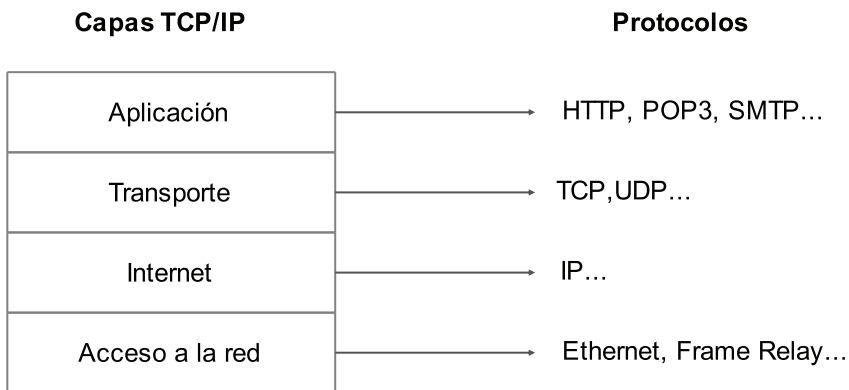 Capas TCP/IP
Protocolos
Aplicación
HTTP, POP3, SMTP…
Transporte
TCP,UDP…
Internet
IP…
Acceso a la red
Ethernet, Frame Relay…